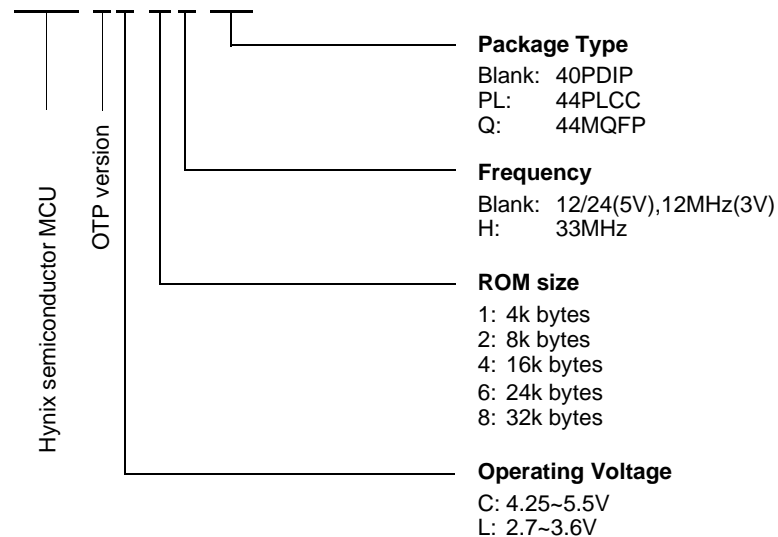 Package Type
Blank: 40PDIP
PL: 44PLCC
Q: 44MQFP
Frequency
Blank: 12/24(5V),12MHz(3V)
H: 33MHz
ROM size
1: 4k bytes
2: 8k bytes
4: 16k bytes
6: 24k bytes
8: 32k bytes
Operating Voltage
C: 4.25~5.5V
L: 2.7~3.6V
OTP version
Hynix semiconductor MCU